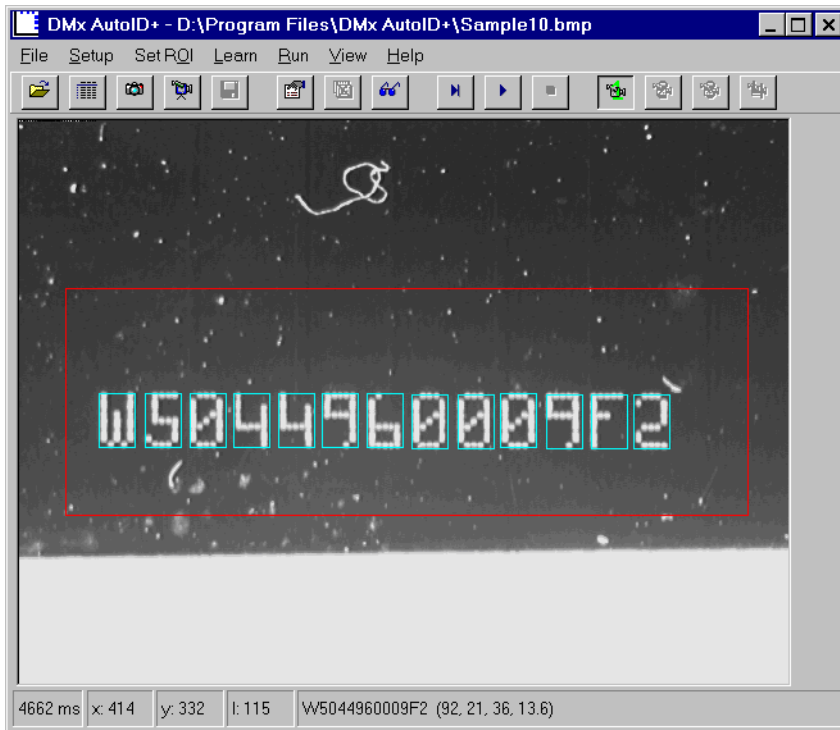 DMx AutoID+ - D:\Program Files\DMx AutoID+\Sample10.bmp
File Setup Set ROI Learn Run View Help
W5044960009F2
4662 ms x: 414 y: 332 I: 115 W5044960009F2 (92, 21, 36, 13.6)